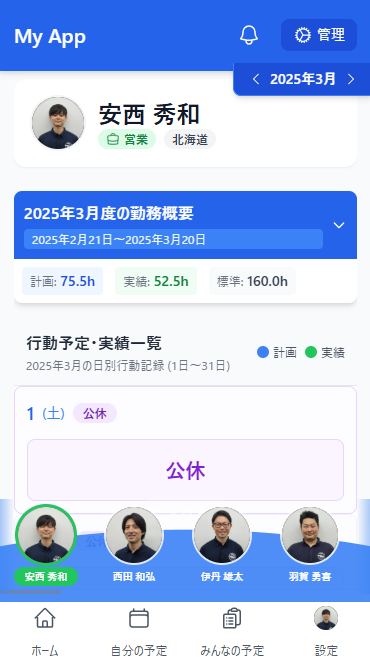 My App
管理
2025年3月
安西 秀和
営業
北海道
2025年3月度の勤務概要
2025年2月21日〜2025年3月20日
計画: 75.5h
実績: 52.5h
標準: 160.0h
行動予定・実績一覧
計画
実績
2025年3月の日別行動記録 (1日〜31日)
1 (土) 公休
公休
安西 秀和
西田 和弘
伊丹 雄太
羽賀 勇喜
ホーム
自分の予定
みんなの予定
設定